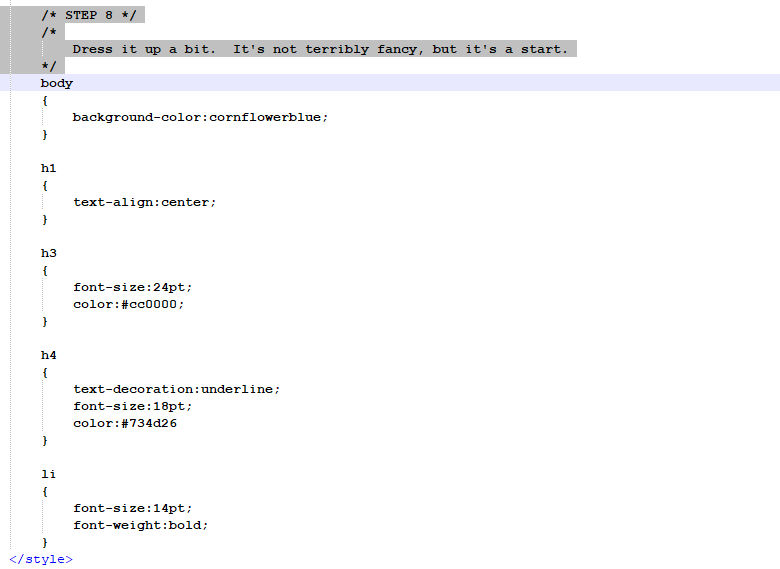 /* STEP 8 */
/*
Dress it up a bit.  It's not terribly fancy, but it's a start.
*/
body
{
background-color:cornflowerblue;
}
h1
{
text-align:center;
}
h3
{
font-size:24pt;
color:#cc0000;
}
h4
{
text-decoration:underline;
font-size:18pt;
color:#734d26
}
li
{
font-size:14pt;
font-weight:bold;
}
</style>